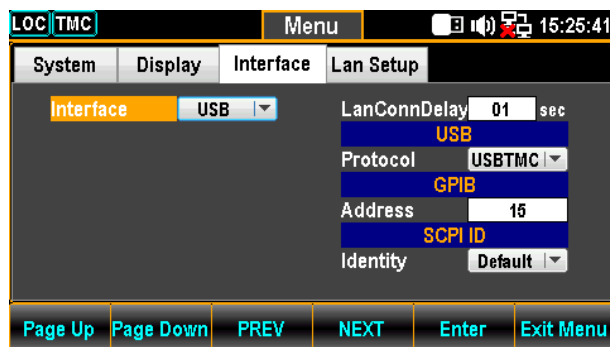 LOC TMC Menu 15:25:41
System Display Interface Lan Setup
Interface USB
LanConnDelay 01 sec
USB
Protocol USBTMC
GPIB
Address 15
SCPI ID
Identity Default
Page Up Page Down PREV NEXT Enter Exit Menu